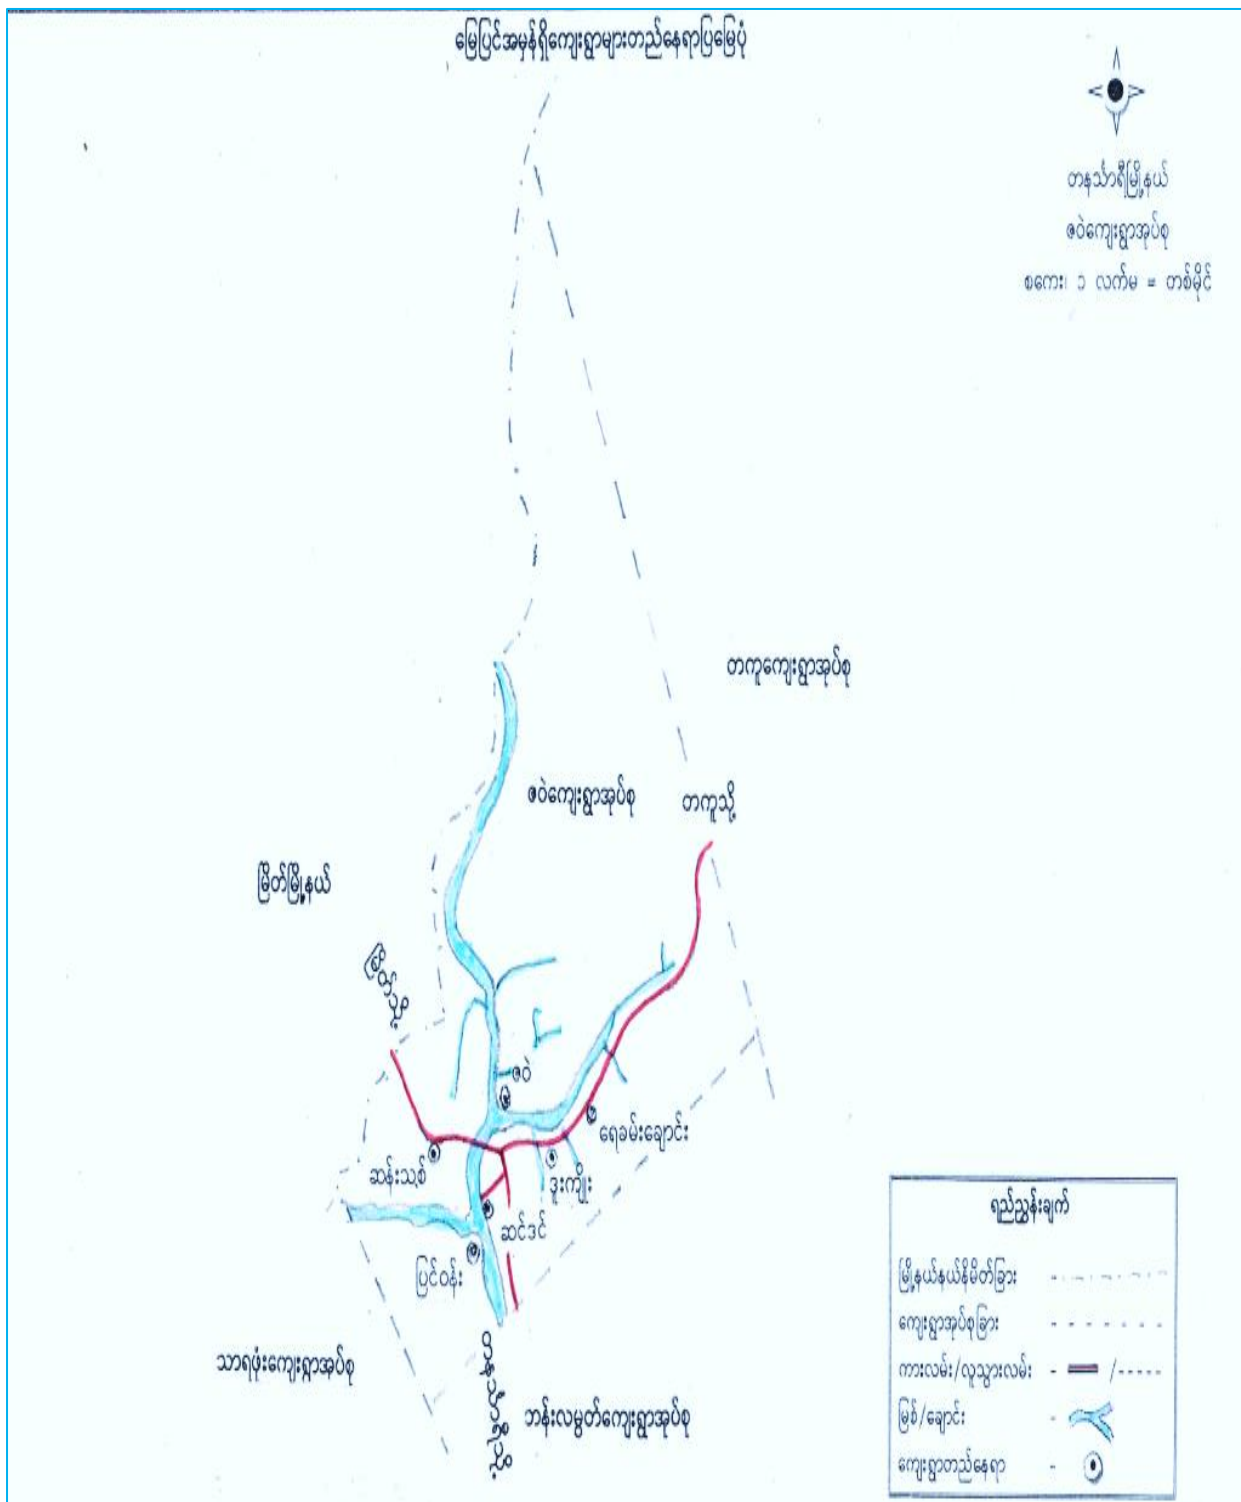 မြေပြင်အမှန်ရှိကျေးရွာများတည်နေရာပြမြေပုံ
တနင်္သာရီမြို့နယ်
ဇဝဲကျေးရွာအုပ်စု
စကေး၊ ၁ လက်မ = တစ်မိုင်
တကူကျေးရွာအုပ်စု
ဇဝဲကျေးရွာအုပ်စု
တကူသို့
မြိတ်မြို့နယ်
မြိတ်သို့
ဇဝဲ
ရေခမ်းချောင်း
ဆန်းသစ်
ဒူးကျိုး
ဆင်ဒင်
ပြင်ဝန်း
သာရဖုံးကျေးရွာအုပ်စု
ဘန်းလမွတ်ကျေးရွာအုပ်စု
ရည်ညွှန်းချက်
မြို့နယ်နယ်နိမိတ်ခြား - -----
ကျေးရွာအုပ်စုခြား - - - - - - -
ကားလမ်း/လူသွားလမ်း - /-----
မြစ်/ချောင်း -
ကျေးရွာတည်နေရာ -